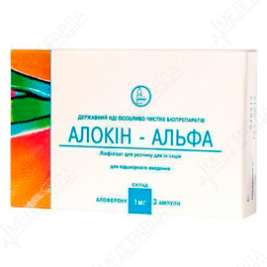 ДЕРЖАВНИЙ НДІ ОСОБЛИВО ЧИСТИХ БІОПРЕПАРАТІВ
АЛОКІН - АЛЬФА
Ліофілізат для розчину для ін'єкцій
для підшкірного введення
СКЛАД
АЛОФЕРОНУ 1 мг 3 ампули